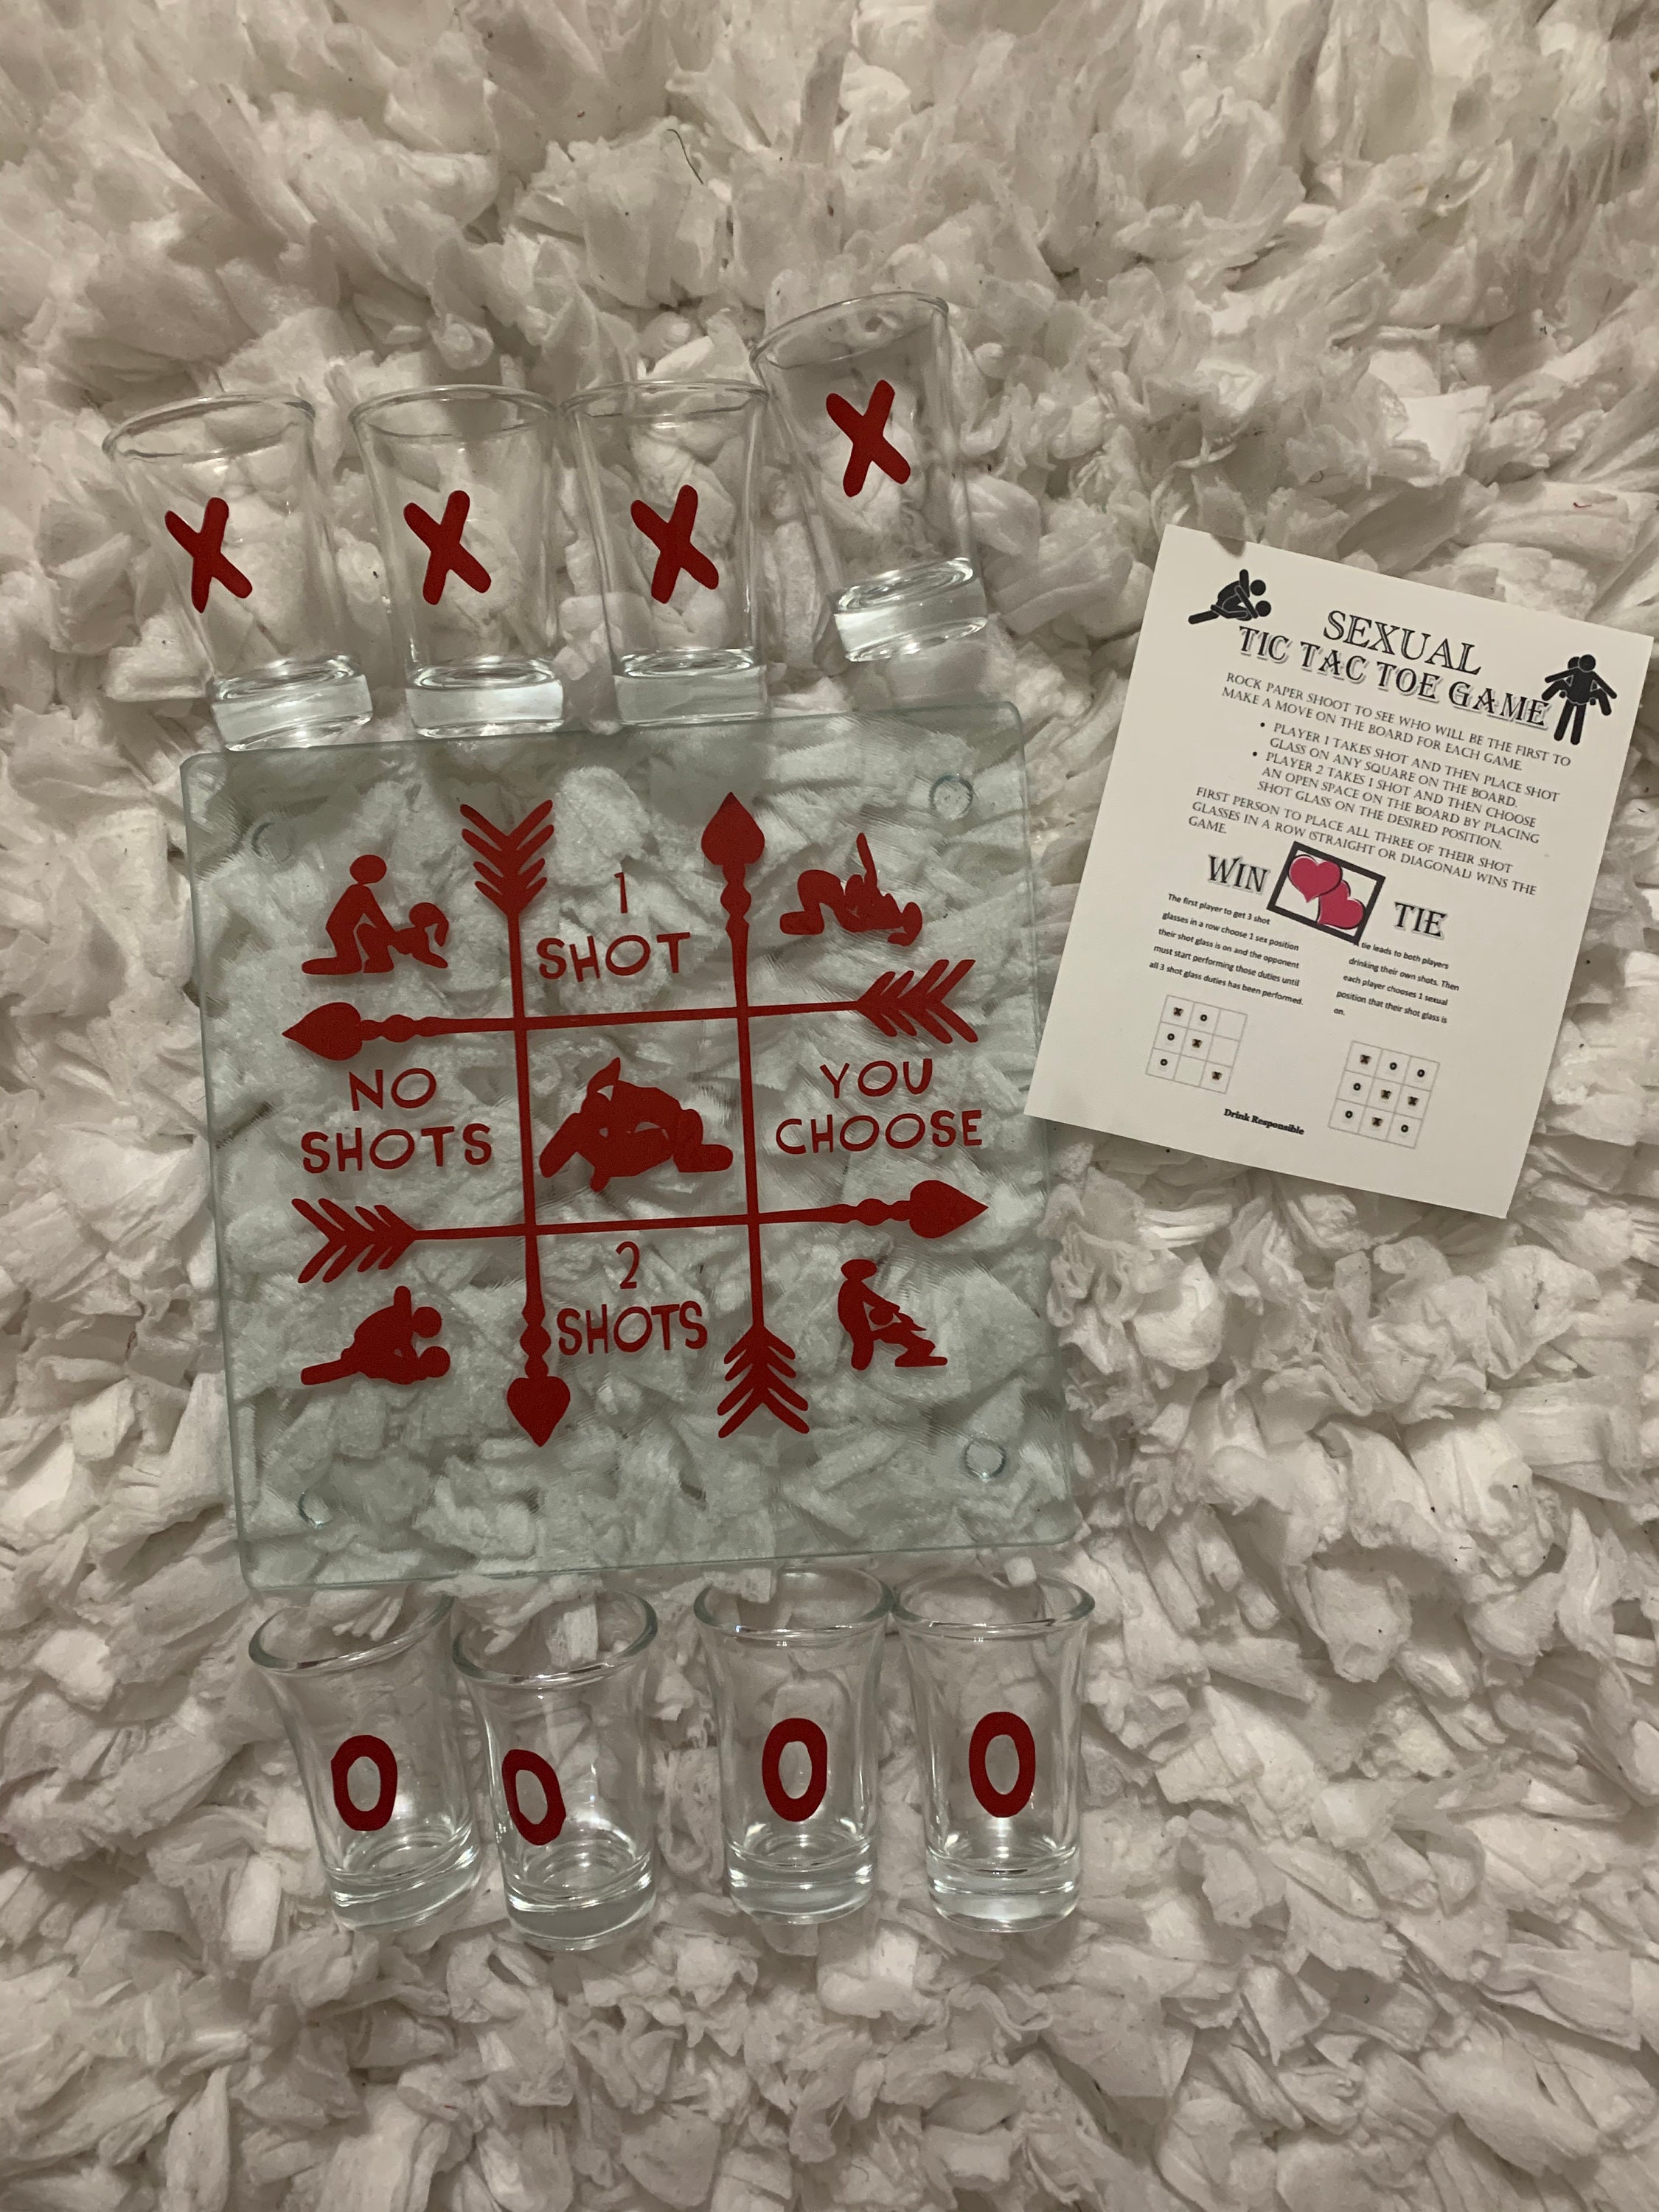 X
X
X
X
1
SHOT
NO
SHOTS
YOU
CHOOSE
2
SHOTS
O
O
O
O
SEXUAL
TIC TAC TOE GAME
ROCK PAPER SHOOT TO SEE WHO WILL BE THE FIRST TO
MAKE A MOVE ON THE BOARD FOR EACH GAME.
• PLAYER 1 TAKES SHOT AND THEN PLACE SHOT
GLASS ON ANY SQUARE ON THE BOARD.
• PLAYER 2 TAKES 1 SHOT AND THEN CHOOSE
AN OPEN SPACE ON THE BOARD BY PLACING
SHOT GLASS ON THE DESIRED POSITION.
FIRST PERSON TO PLACE ALL THREE OF THEIR SHOT
GLASSES IN A ROW (STRAIGHT OR DIAGONAL) WINS THE
GAME.
WIN
The first player to get 3 shot
glasses in a row choose 1 sex position
their shot glass is on and the opponent
must start performing those duties until
all 3 shot glass duties has been performed.
X O
O X
O X
TIE
tie leads to both players
drinking their own shots. Then
each player chooses 1 sexual
position that their shot glass is
on.
X O O
O X X
O X O
Drink Responsible